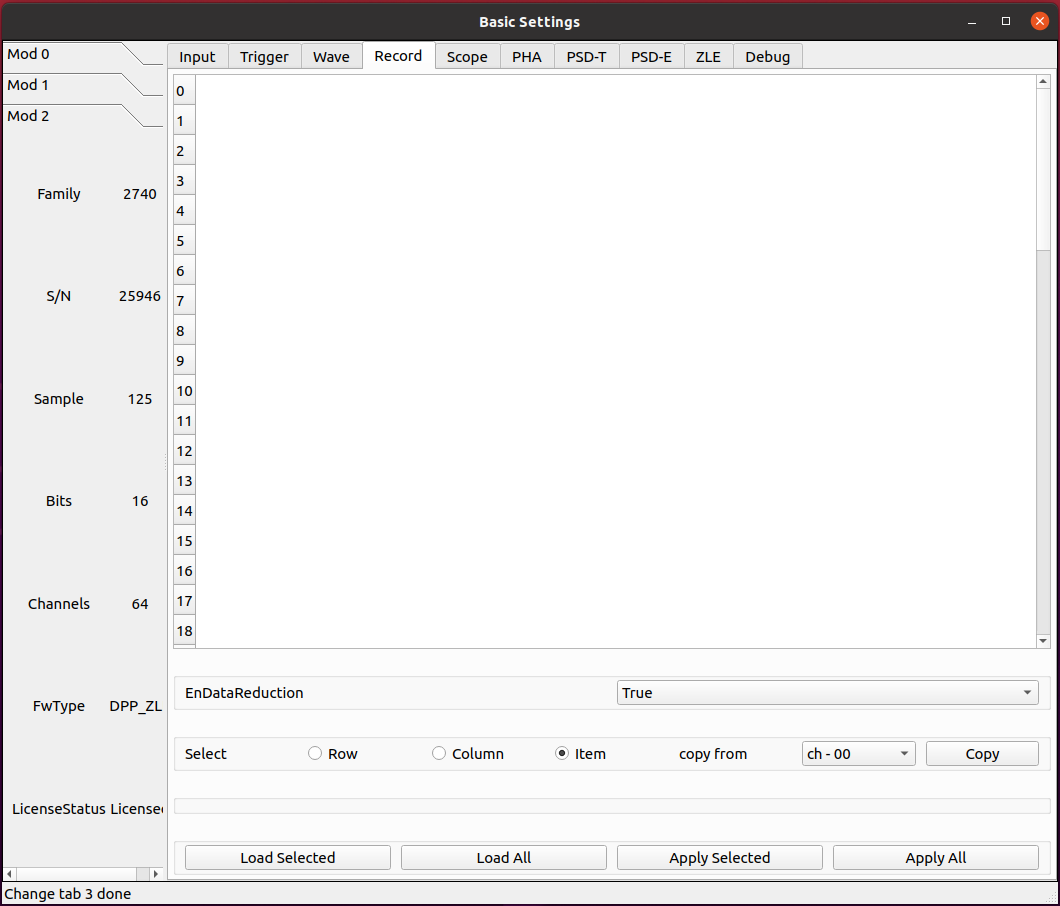 Basic Settings
Mod 0
Mod 1
Mod 2
Input Trigger Wave Record Scope PHA PSD-T PSD-E ZLE Debug
0
1
2
3
4
5
6
7
8
9
10
11
12
13
14
15
16
17
18
Family 2740
S/N 25946
Sample 125
Bits 16
Channels 64
FwType DPP_ZL
LicenseStatus License
EnDataReduction True
Select Row Column Item copy from ch - 00 Copy
Load Selected Load All Apply Selected Apply All
Change tab 3 done